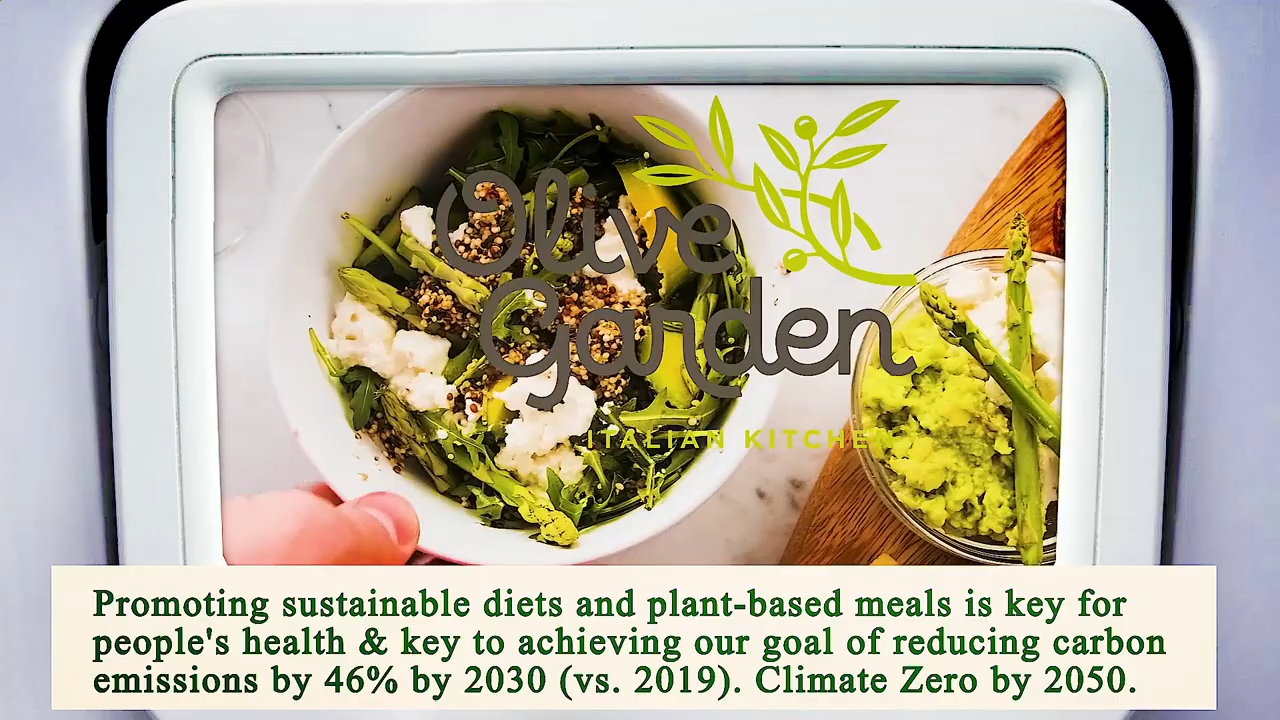 Olive
Garden
ITALIAN KITCHEN
Promoting sustainable diets and plant-based meals is key for
people's health & key to achieving our goal of reducing carbon
emissions by 46% by 2030 (vs. 2019). Climate Zero by 2050.